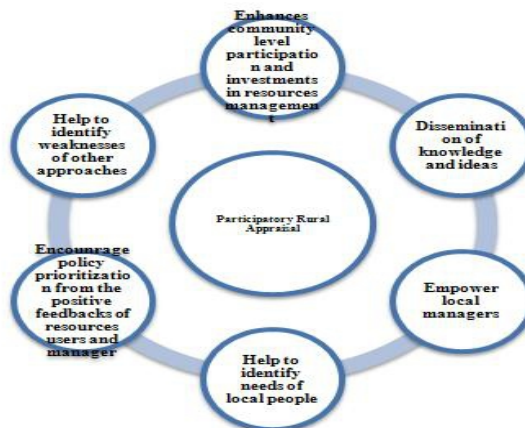 Enhances
community
level
participatio
n and
investments
in resources
managemen
t
Disseminati
on of
knowledge
and ideas
Empower
local
managers
Help to
identify
needs of
local people
Encounrage
policy
prioritizatio
n from the
positive
feedbacks of
resources
users and
manager
Help to
identify
weaknesses
of other
approaches
Participatory Rural
Appraisal